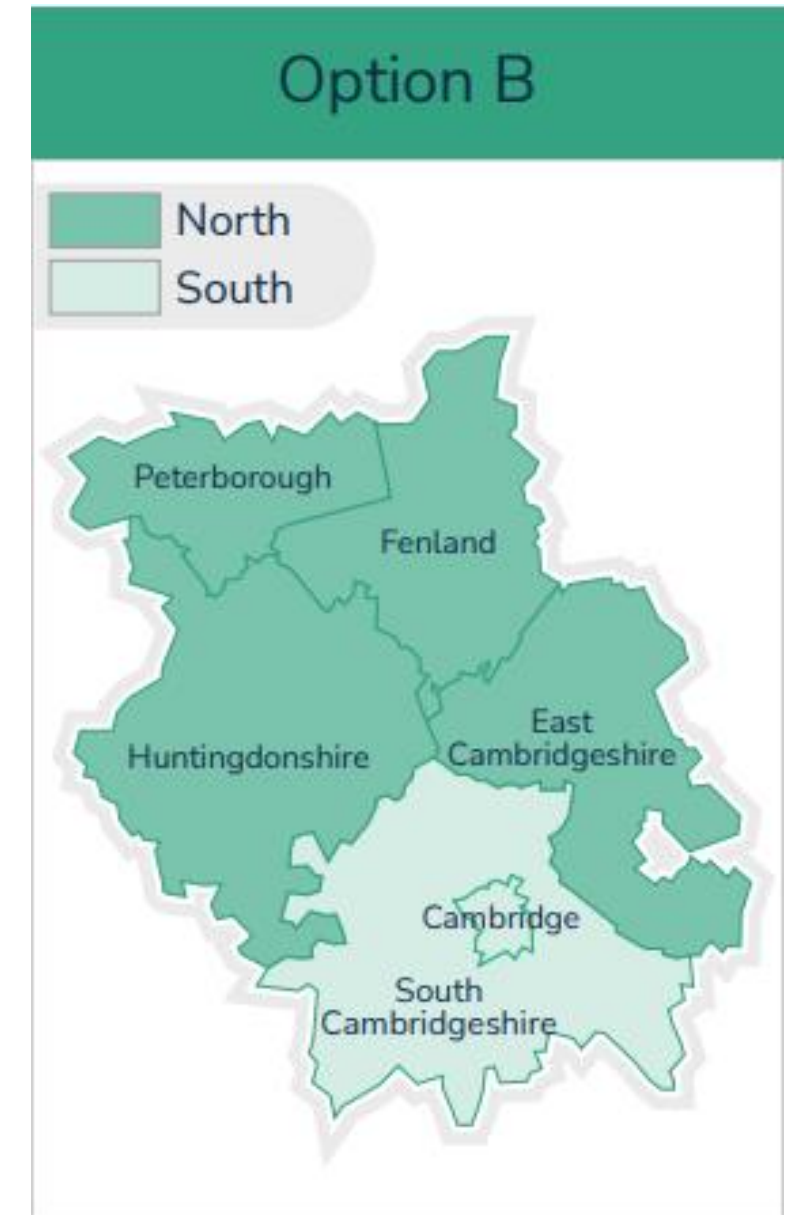 Option B
North
South
Peterborough
Fenland
East
Cambridgeshire
Huntingdonshire
Cambridge
South
Cambridgeshire